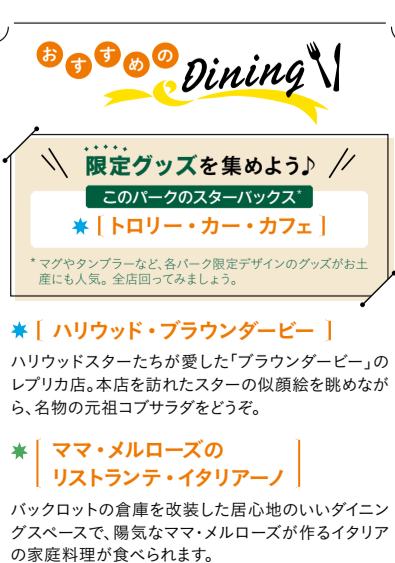 おすすめの Dining
限定グッズを集めよう♪
このパークのスターバックス*
[トロリー・カー・カフェ]
* マグやタンブラーなど、各パーク限定デザインのグッズがお土
産にも人気。全店回ってみましょう。
[ ハリウッド・ブラウンダービー ]
ハリウッドスターたちが愛した「ブラウンダービー」の
レプリカ店。本店を訪れたスターの似顔絵を眺めなが
ら、名物の元祖コブサラダをどうぞ。
ママ・メルローズの
リストランテ・イタリアーノ
バックロットの倉庫を改装した居心地のいいダイニン
グスペースで、陽気なママ・メルローズが作るイタリア
の家庭料理が食べられます。